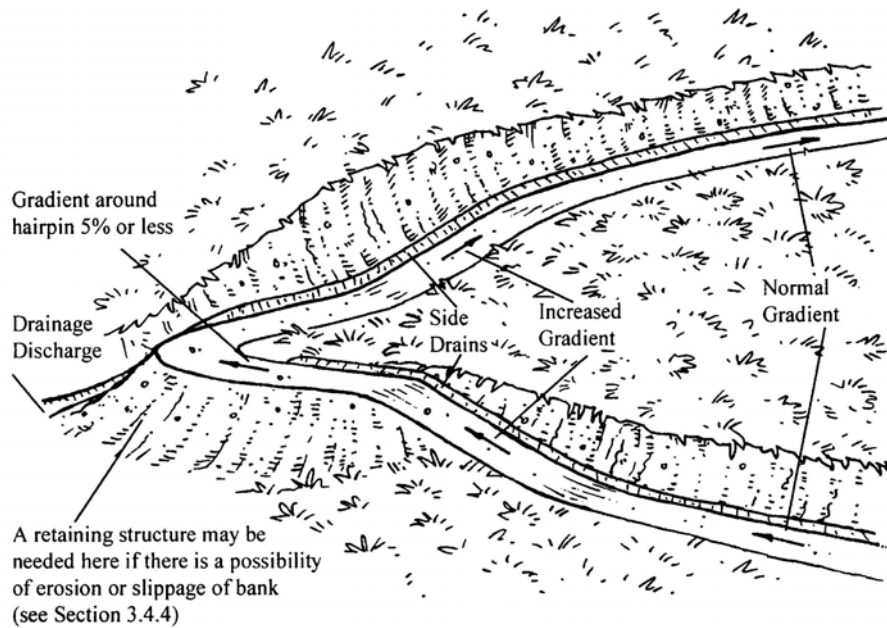 Gradient around
hairpin 5% or less
Drainage
Discharge
Side
Drains
Increased
Gradient
Normal
Gradient
A retaining structure may be
needed here if there is a possibility
of erosion or slippage of bank
(see Section 3.4.4)